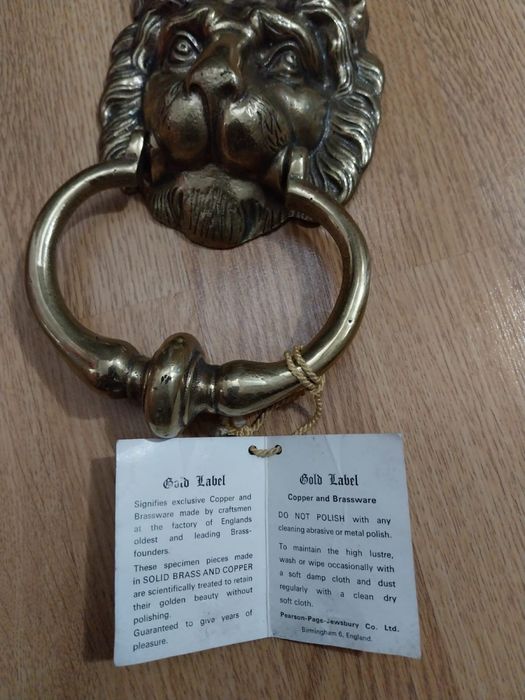 Gold Label
Signifies exclusive Copper and
Brassware made by craftsmen
at the factory of Englands
oldest and leading Brass-
founders.
These specimen pieces made
in SOLID BRASS AND COPPER
are scientifically treated to retain
their golden beauty without
polishing.
Guaranteed to give years of
pleasure.
Gold Label
Copper and Brassware
DO NOT POLISH with any
cleaning abrasive or metal polish.
To maintain the high lustre,
wash or wipe occasionally with
a soft damp cloth and dust
regularly with a clean dry
soft cloth.
Pearson-Page-Jewsbury Co. Ltd.
Birmingham 6, England.